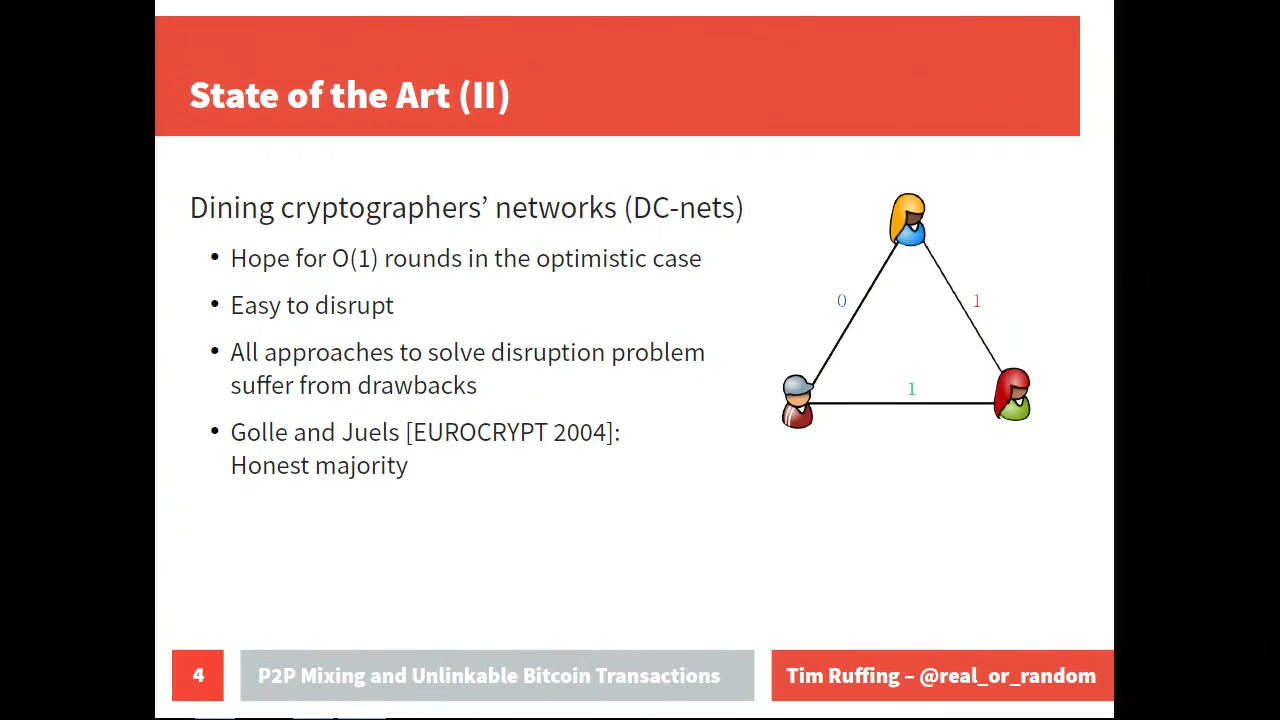 State of the Art (II)
Dining cryptographers’ networks (DC-nets)
• Hope for O(1) rounds in the optimistic case
• Easy to disrupt
• All approaches to solve disruption problem
suffer from drawbacks
• Golle and Juels [EUROCRYPT 2004]:
Honest majority
0
1
1
4
P2P Mixing and Unlinkable Bitcoin Transactions
Tim Ruffing – @real_or_random